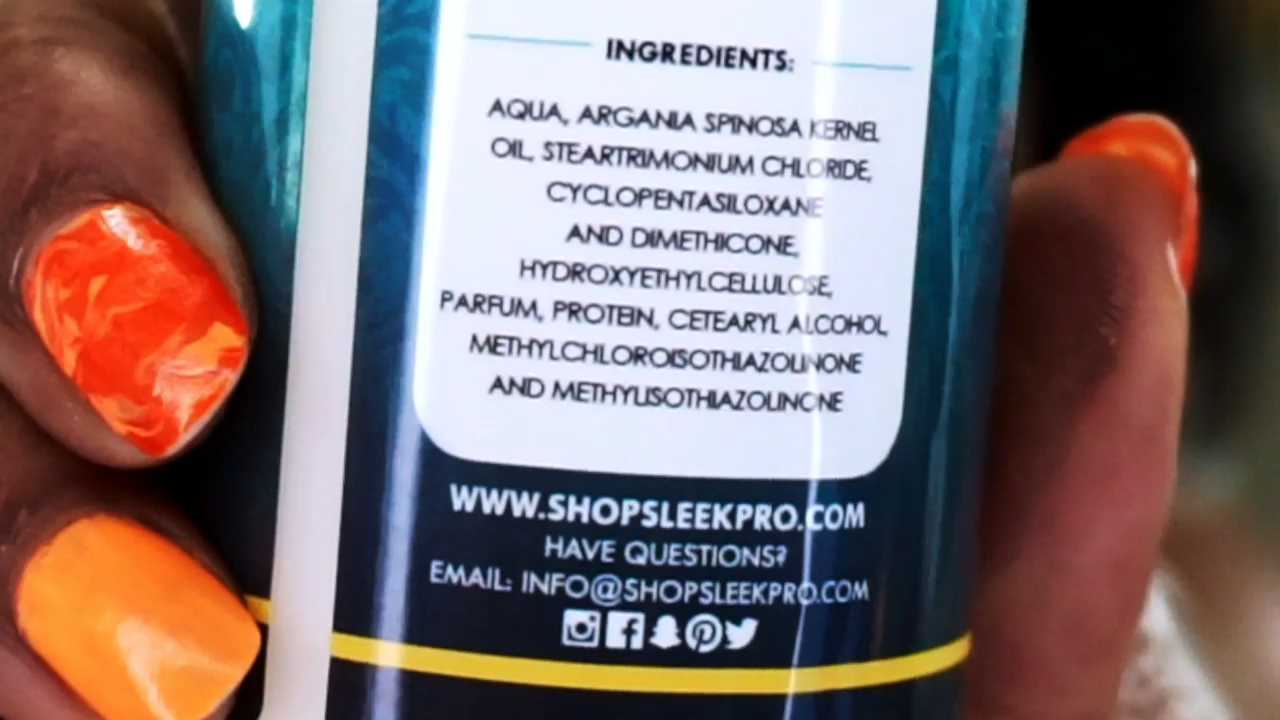 INGREDIENTS:
AQUA, ARGANIA SPINOSA KERNEL
OIL, STEARTRIMONIUM CHLORIDE,
CYCLOPENTASILOXANE
AND DIMETHICONE,
HYDROXYETHYLCELLULOSE,
PARFUM, PROTEIN, CETEARYL ALCOHOL,
METHYLCHLOROISOTHIAZOLINONE
AND METHYLISOTHIAZOLINONE
WWW.SHOPSLEEKPRO.COM
HAVE QUESTIONS?
EMAIL: INFO@SHOPSLEEKPRO.COM